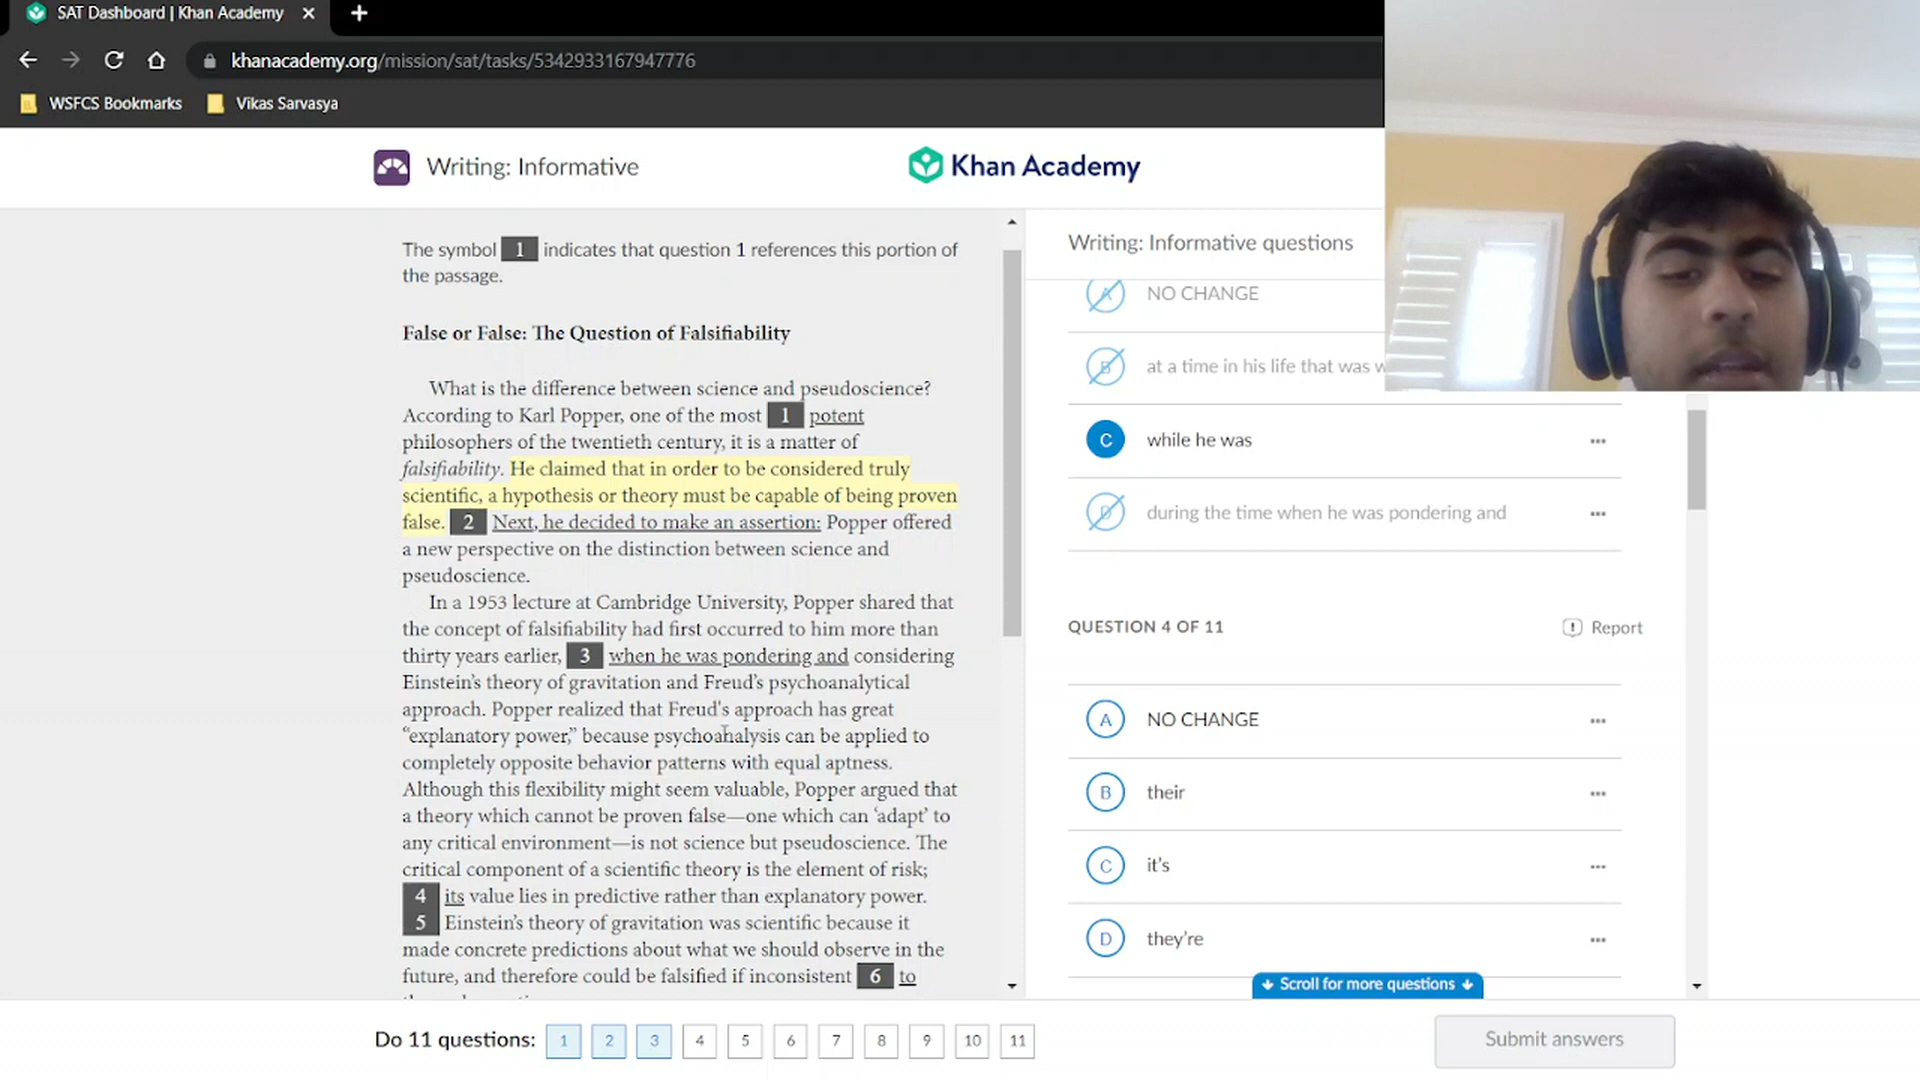 SAT Dashboard | Khan Academy
khanacademy.org/mission/sat/tasks/5342933167947776
WSFCS Bookmarks
Vikas Sarvasya
Writing: Informative
Khan Academy
The symbol 1 indicates that question 1 references this portion of
the passage.
False or False: The Question of Falsifiability
What is the difference between science and pseudoscience?
According to Karl Popper, one of the most 1 potent
philosophers of the twentieth century, it is a matter of
falsifiability. He claimed that in order to be considered truly
scientific, a hypothesis or theory must be capable of being proven
false. 2 Next, he decided to make an assertion: Popper offered
a new perspective on the distinction between science and
pseudoscience.
In a 1953 lecture at Cambridge University, Popper shared that
the concept of falsifiability had first occurred to him more than
thirty years earlier, 3 when he was pondering and considering
Einstein's theory of gravitation and Freud's psychoanalytical
approach. Popper realized that Freud's approach has great
“explanatory power,” because psychoanalysis can be applied to
completely opposite behavior patterns with equal aptness.
Although this flexibility might seem valuable, Popper argued that
a theory which cannot be proven false—one which can ‘adapt’ to
any critical environment—is not science but pseudoscience. The
critical component of a scientific theory is the element of risk;
4 its value lies in predictive rather than explanatory power.
5 Einstein's theory of gravitation was scientific because it
made concrete predictions about what we should observe in the
future, and therefore could be falsified if inconsistent 6 to
Writing: Informative questions
A NO CHANGE
B at a time in his life that was
C while he was
D during the time when he was pondering and
QUESTION 4 OF 11
Report
A NO CHANGE
B their
C it's
D they're
Scroll for more questions
Do 11 questions: 1 2 3 4 5 6 7 8 9 10 11
Submit answers